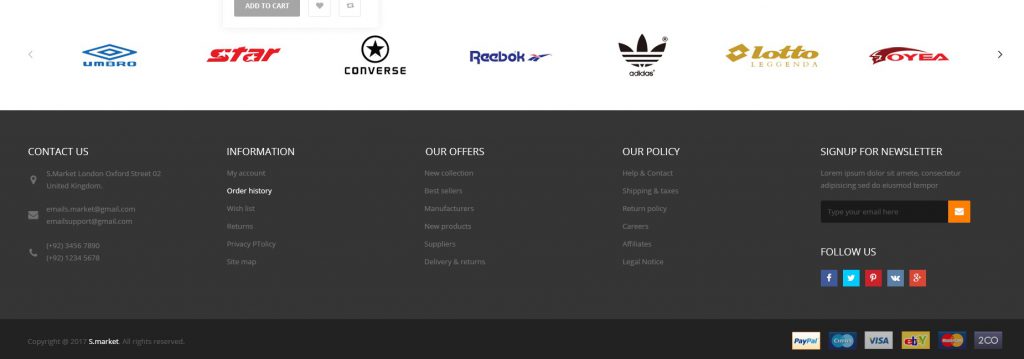 ADD TO CART
UMBRO
STAR
CONVERSE
Reebok
adidas
lotto
LEGGENDA
JOYEA
CONTACT US
S.Market London Oxford Street 02
United Kingdom.
emails.market@gmail.com
emailsupport@gmail.com
(+92) 3456 7890
(+92) 1234 5678
INFORMATION
My account
Order history
Wish list
Returns
Privacy PTolicy
Site map
OUR OFFERS
New collection
Best sellers
Manufacturers
New products
Suppliers
Delivery & returns
OUR POLICY
Help & Contact
Shipping & taxes
Return policy
Careers
Affiliates
Legal Notice
SIGNUP FOR NEWSLETTER
Lorem ipsum dolor sit amete, consectetur
adipisicing sed do eiusmod tempor
Type your email here
FOLLOW US
Copyright @ 2017 S.market. All rights reserved.
PayPal
Cirrus
VISA
ebY
MasterCard
2CO